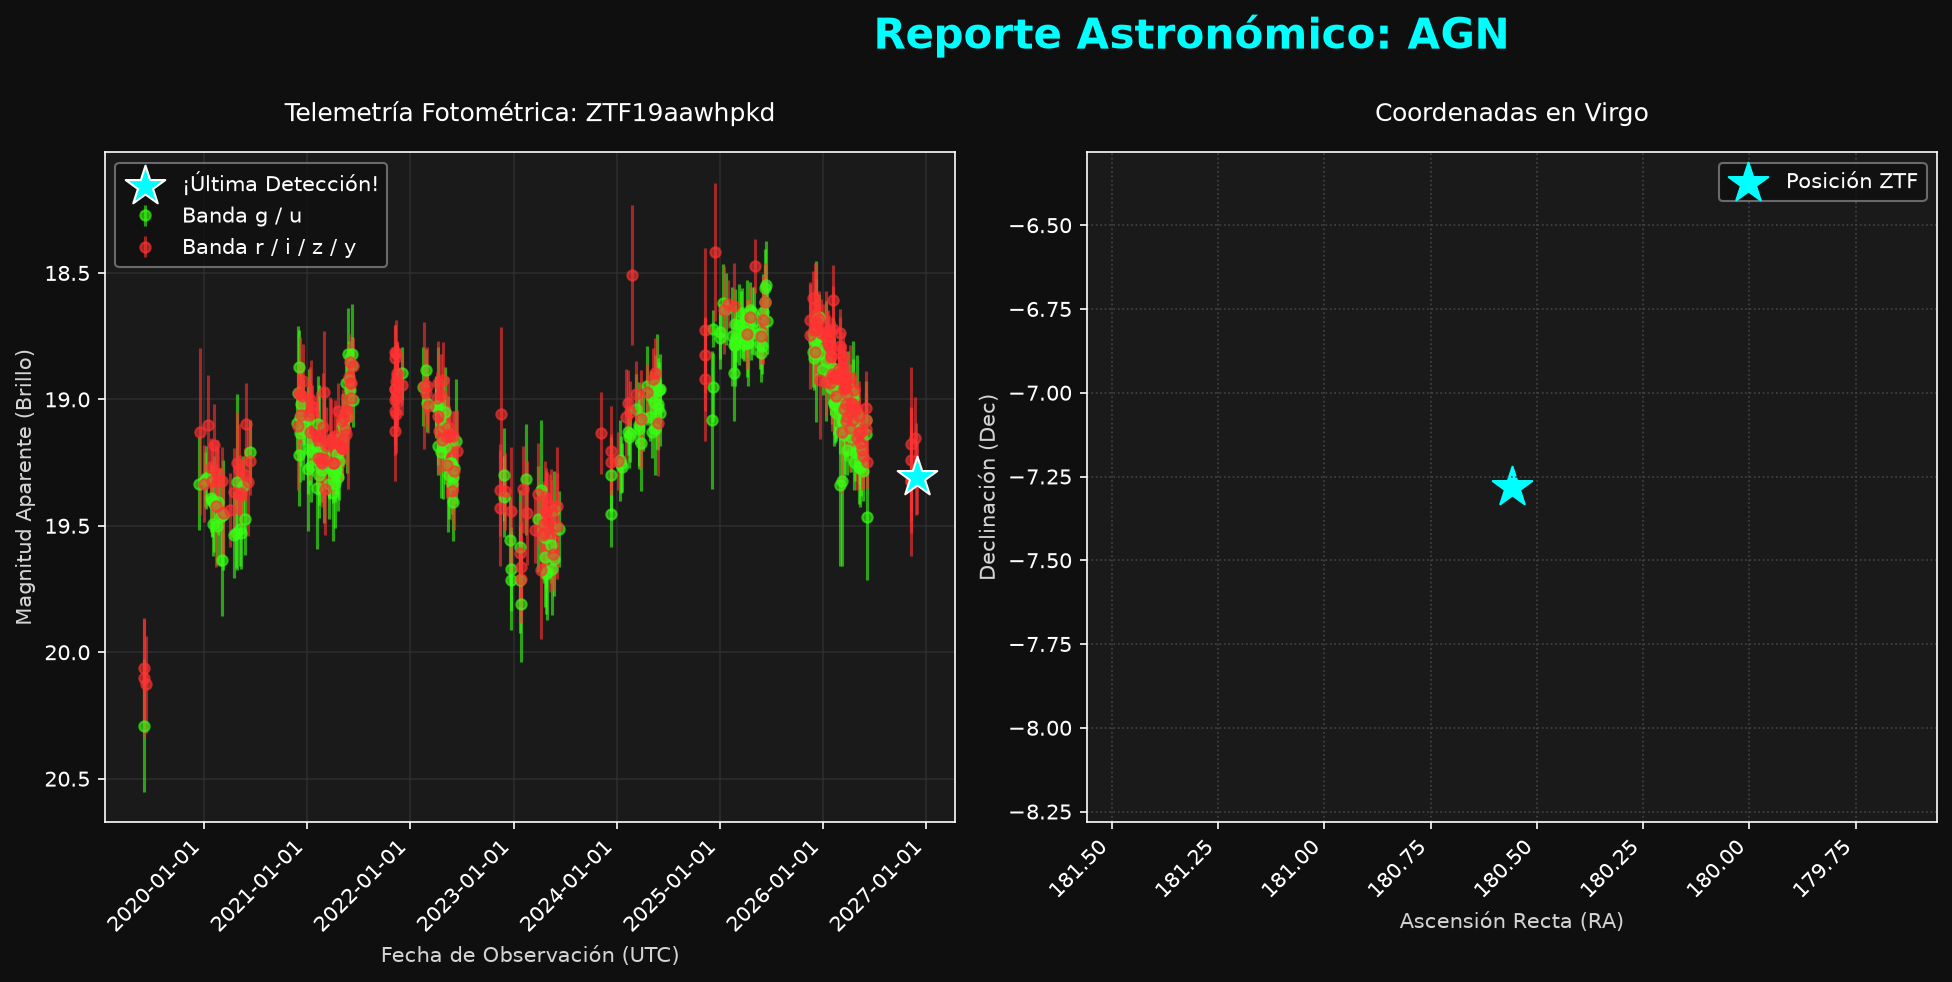 Reporte Astronómico: AGN
Telemetría Fotométrica: ZTF19aawhpkd
¡Última Detección!
Banda g / u
Banda r / i / z / y
Magnitud Aparente (Brillo)
18.5
19.0
19.5
20.0
20.5
2020-01-01
2021-01-01
2022-01-01
2023-01-01
2024-01-01
2025-01-01
2026-01-01
2027-01-01
Fecha de Observación (UTC)
Coordenadas en Virgo
Posición ZTF
Declinación (Dec)
−6.50
−6.75
−7.00
−7.25
−7.50
−7.75
−8.00
−8.25
181.50
181.25
181.00
180.75
180.50
180.25
180.00
179.75
Ascensión Recta (RA)